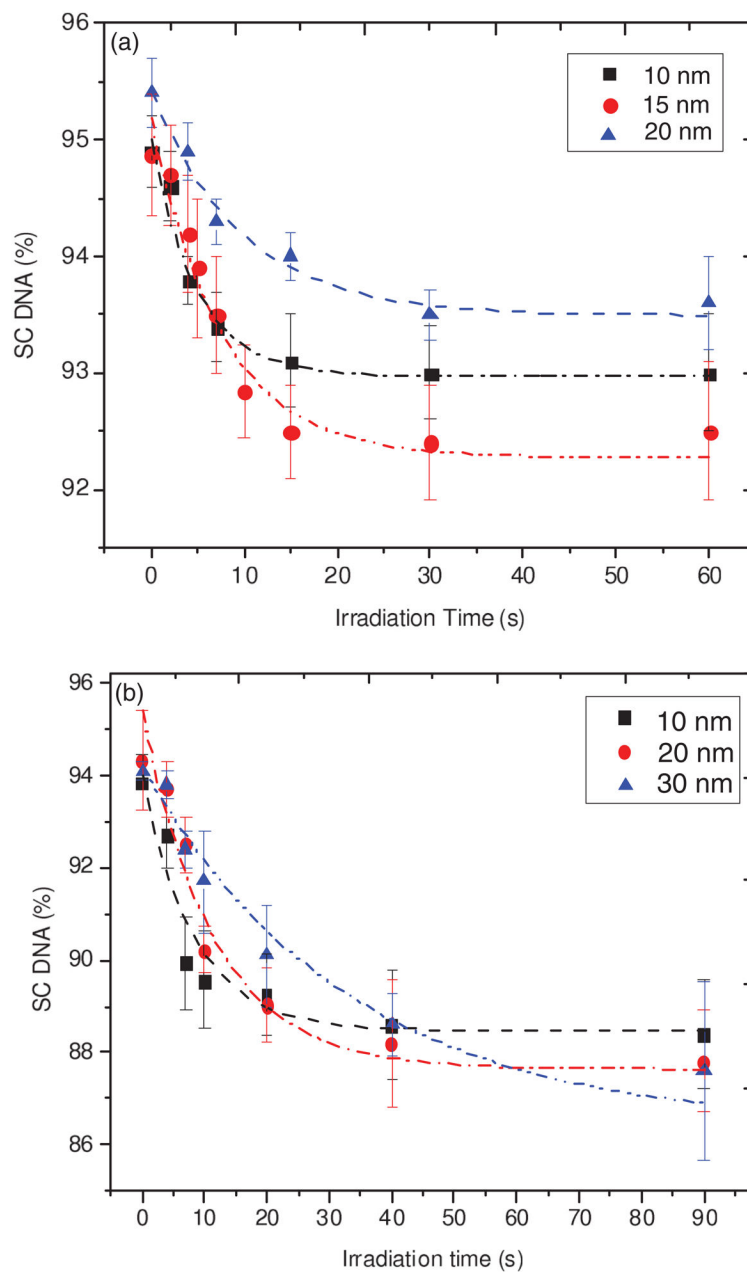 (a)
10 nm
15 nm
20 nm
96
95
94
93
92
SC DNA (%)
0 10 20 30 40 50 60
Irradiation Time (s)
(b)
10 nm
20 nm
30 nm
96
94
92
90
88
86
SC DNA (%)
0 10 20 30 40 50 60 70 80 90
Irradiation time (s)